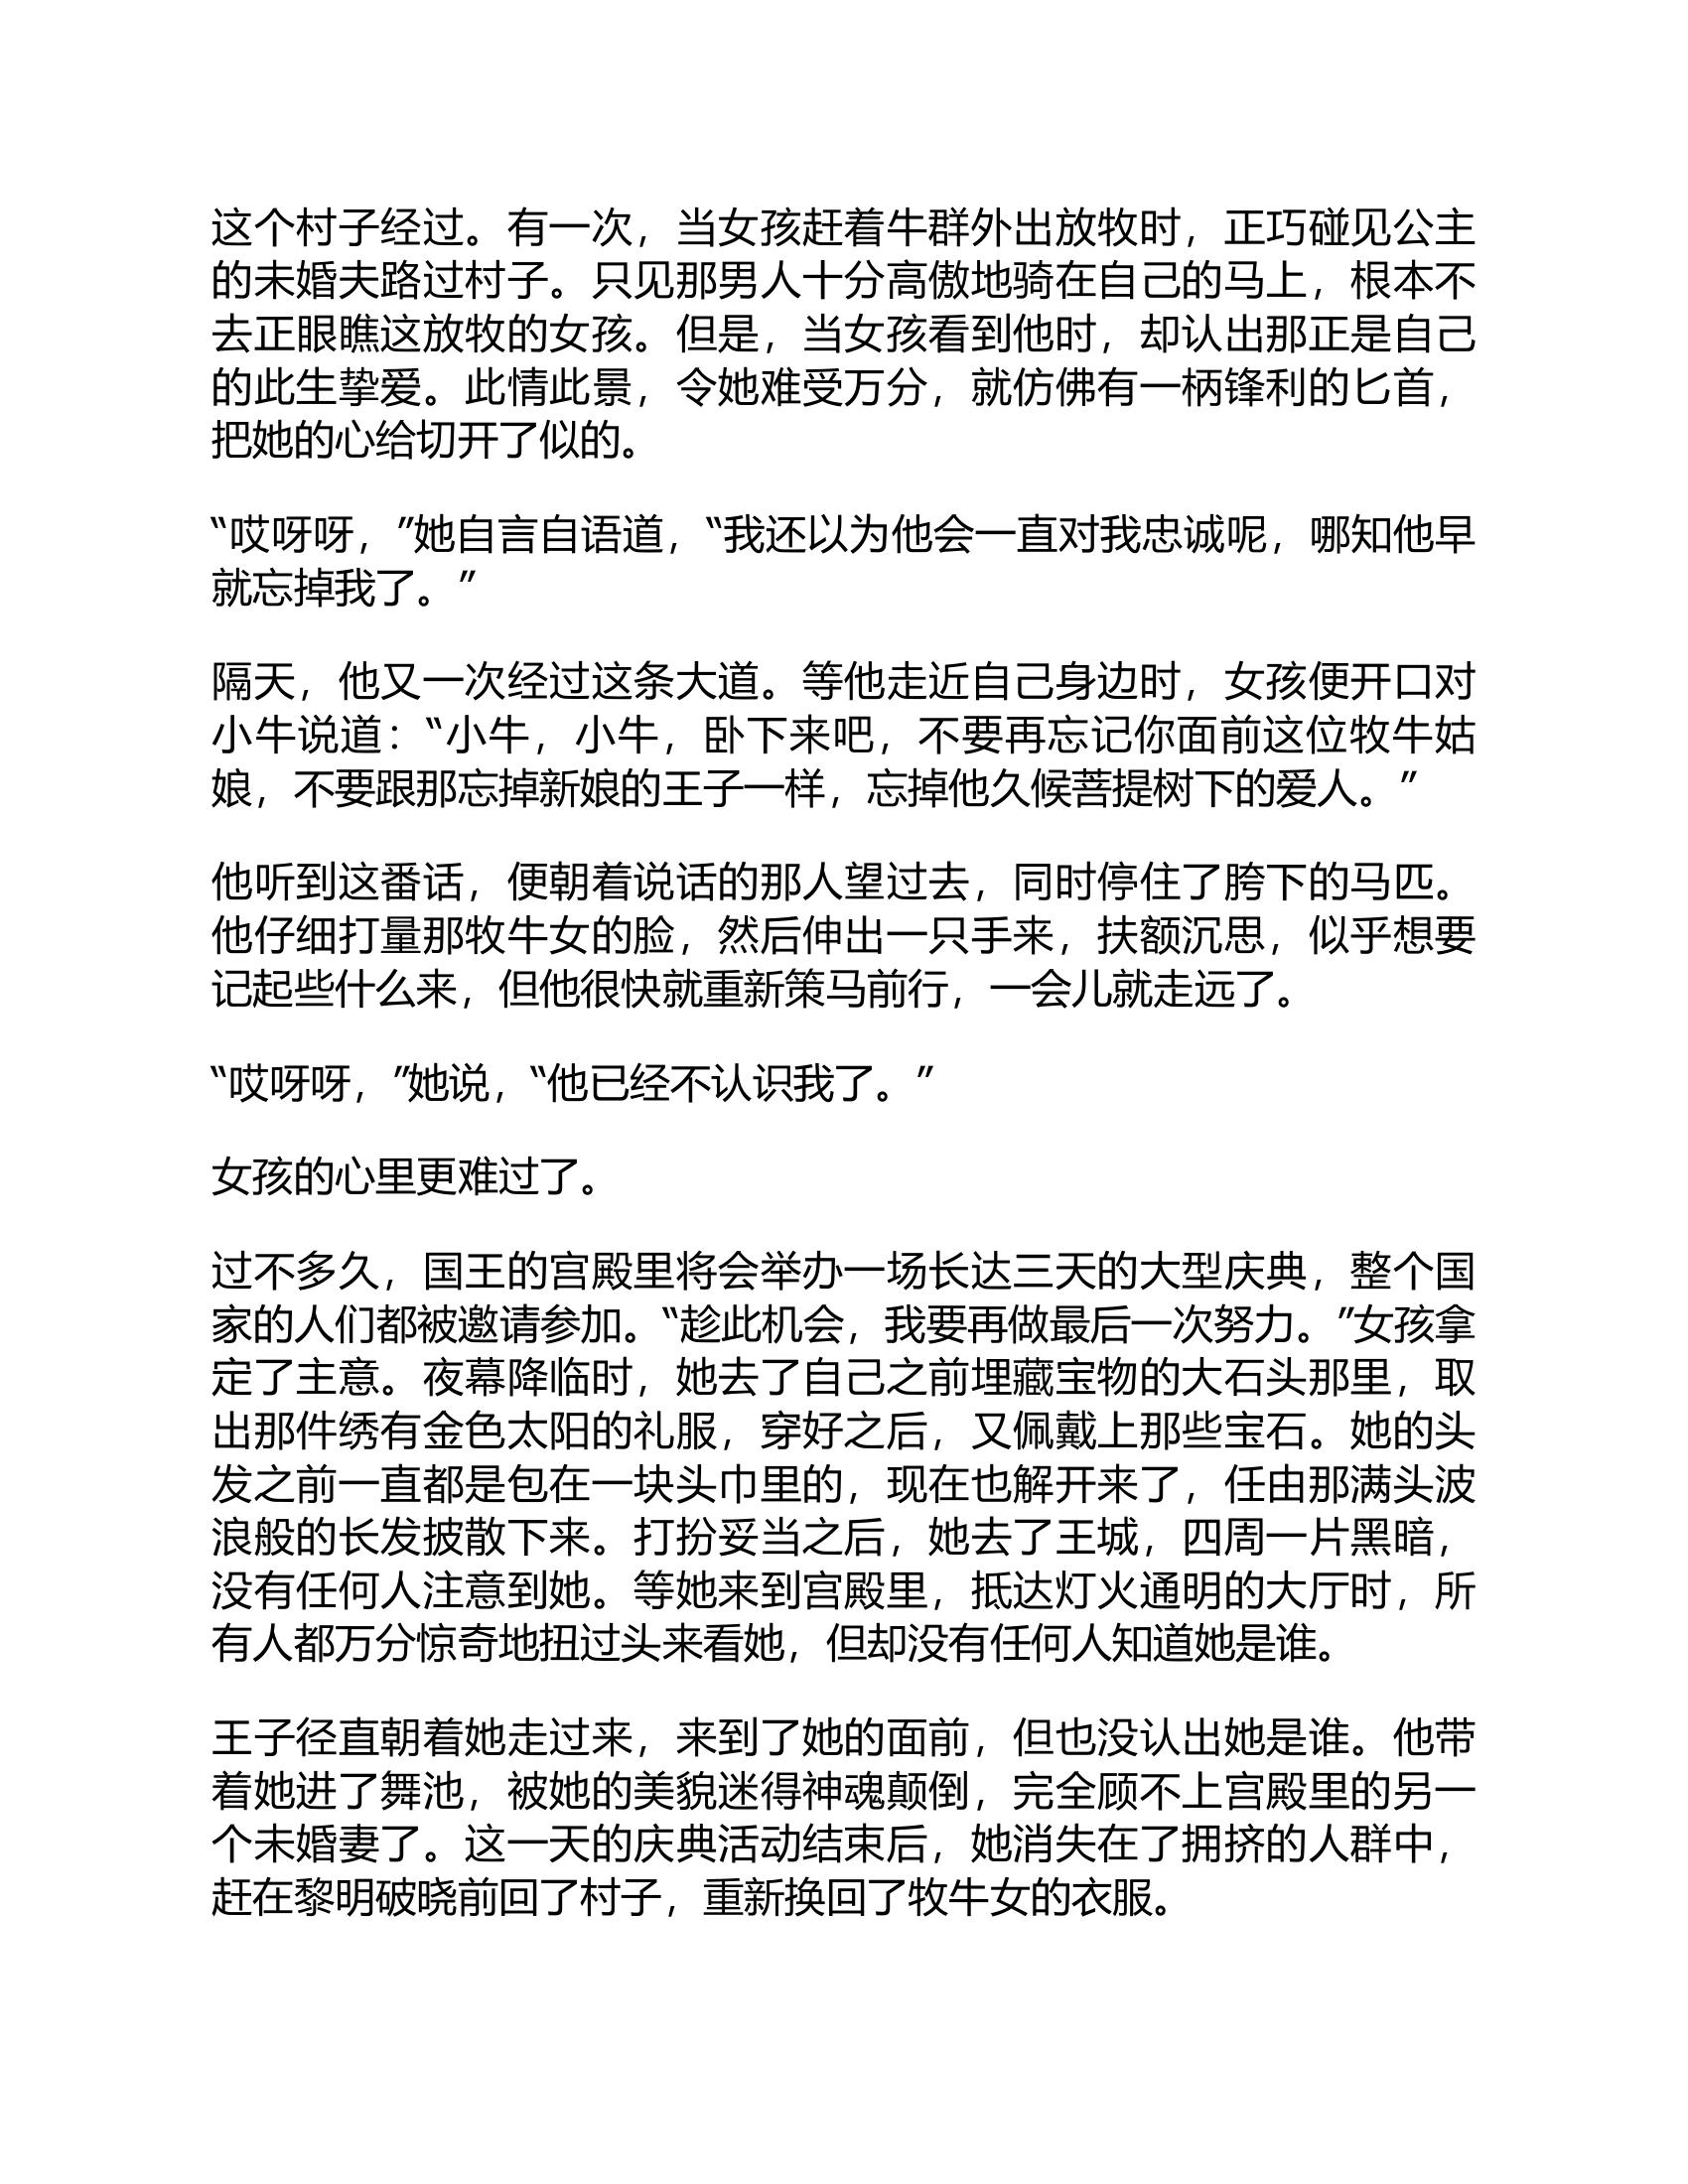 这个村子经过。有一次，当女孩赶着牛群外出放牧时，正巧碰见公主
的未婚夫路过村子。只见那男人十分高傲地骑在自己的马上，根本不
去正眼瞧这放牧的女孩。但是，当女孩看到他时，却认出那正是自己
的此生挚爱。此情此景，令她难受万分，就仿佛有一柄锋利的匕首，
把她的心给切开了似的。
“哎呀呀，”她自言自语道，“我还以为他会一直对我忠诚呢，哪知他早
就忘掉我了。”
隔天，他又一次经过这条大道。等他走近自己身边时，女孩便开口对
小牛说道：“小牛，小牛，卧下来吧，不要再忘记你面前这位牧牛姑
娘，不要跟那忘掉新娘的王子一样，忘掉他久候菩提树下的爱人。”
他听到这番话，便朝着说话的那人望过去，同时停住了胯下的马匹。
他仔细打量那牧牛女的脸，然后伸出一只手来，扶额沉思，似乎想要
记起些什么来，但他很快就重新策马前行，一会儿就走远了。
“哎呀呀，”她说，“他已经不认识我了。”
女孩的心里更难过了。
过不多久，国王的宫殿里将会举办一场长达三天的大型庆典，整个国
家的人们都被邀请参加。“趁此机会，我要再做最后一次努力。”女孩拿
定了主意。夜幕降临时，她去了自己之前埋藏宝物的大石头那里，取
出那件绣有金色太阳的礼服，穿好之后，又佩戴上那些宝石。她的头
发之前一直都是包在一块头巾里的，现在也解开来了，任由那满头波
浪般的长发披散下来。打扮妥当之后，她去了王城，四周一片黑暗，
没有任何人注意到她。等她来到宫殿里，抵达灯火通明的大厅时，所
有人都万分惊奇地扭过头来看她，但却没有任何人知道她是谁。
王子径直朝着她走过来，来到了她的面前，但也没认出她是谁。他带
着她进了舞池，被她的美貌迷得神魂颠倒，完全顾不上宫殿里的另一
个未婚妻了。这一天的庆典活动结束后，她消失在了拥挤的人群中，
赶在黎明破晓前回了村子，重新换回了牧牛女的衣服。